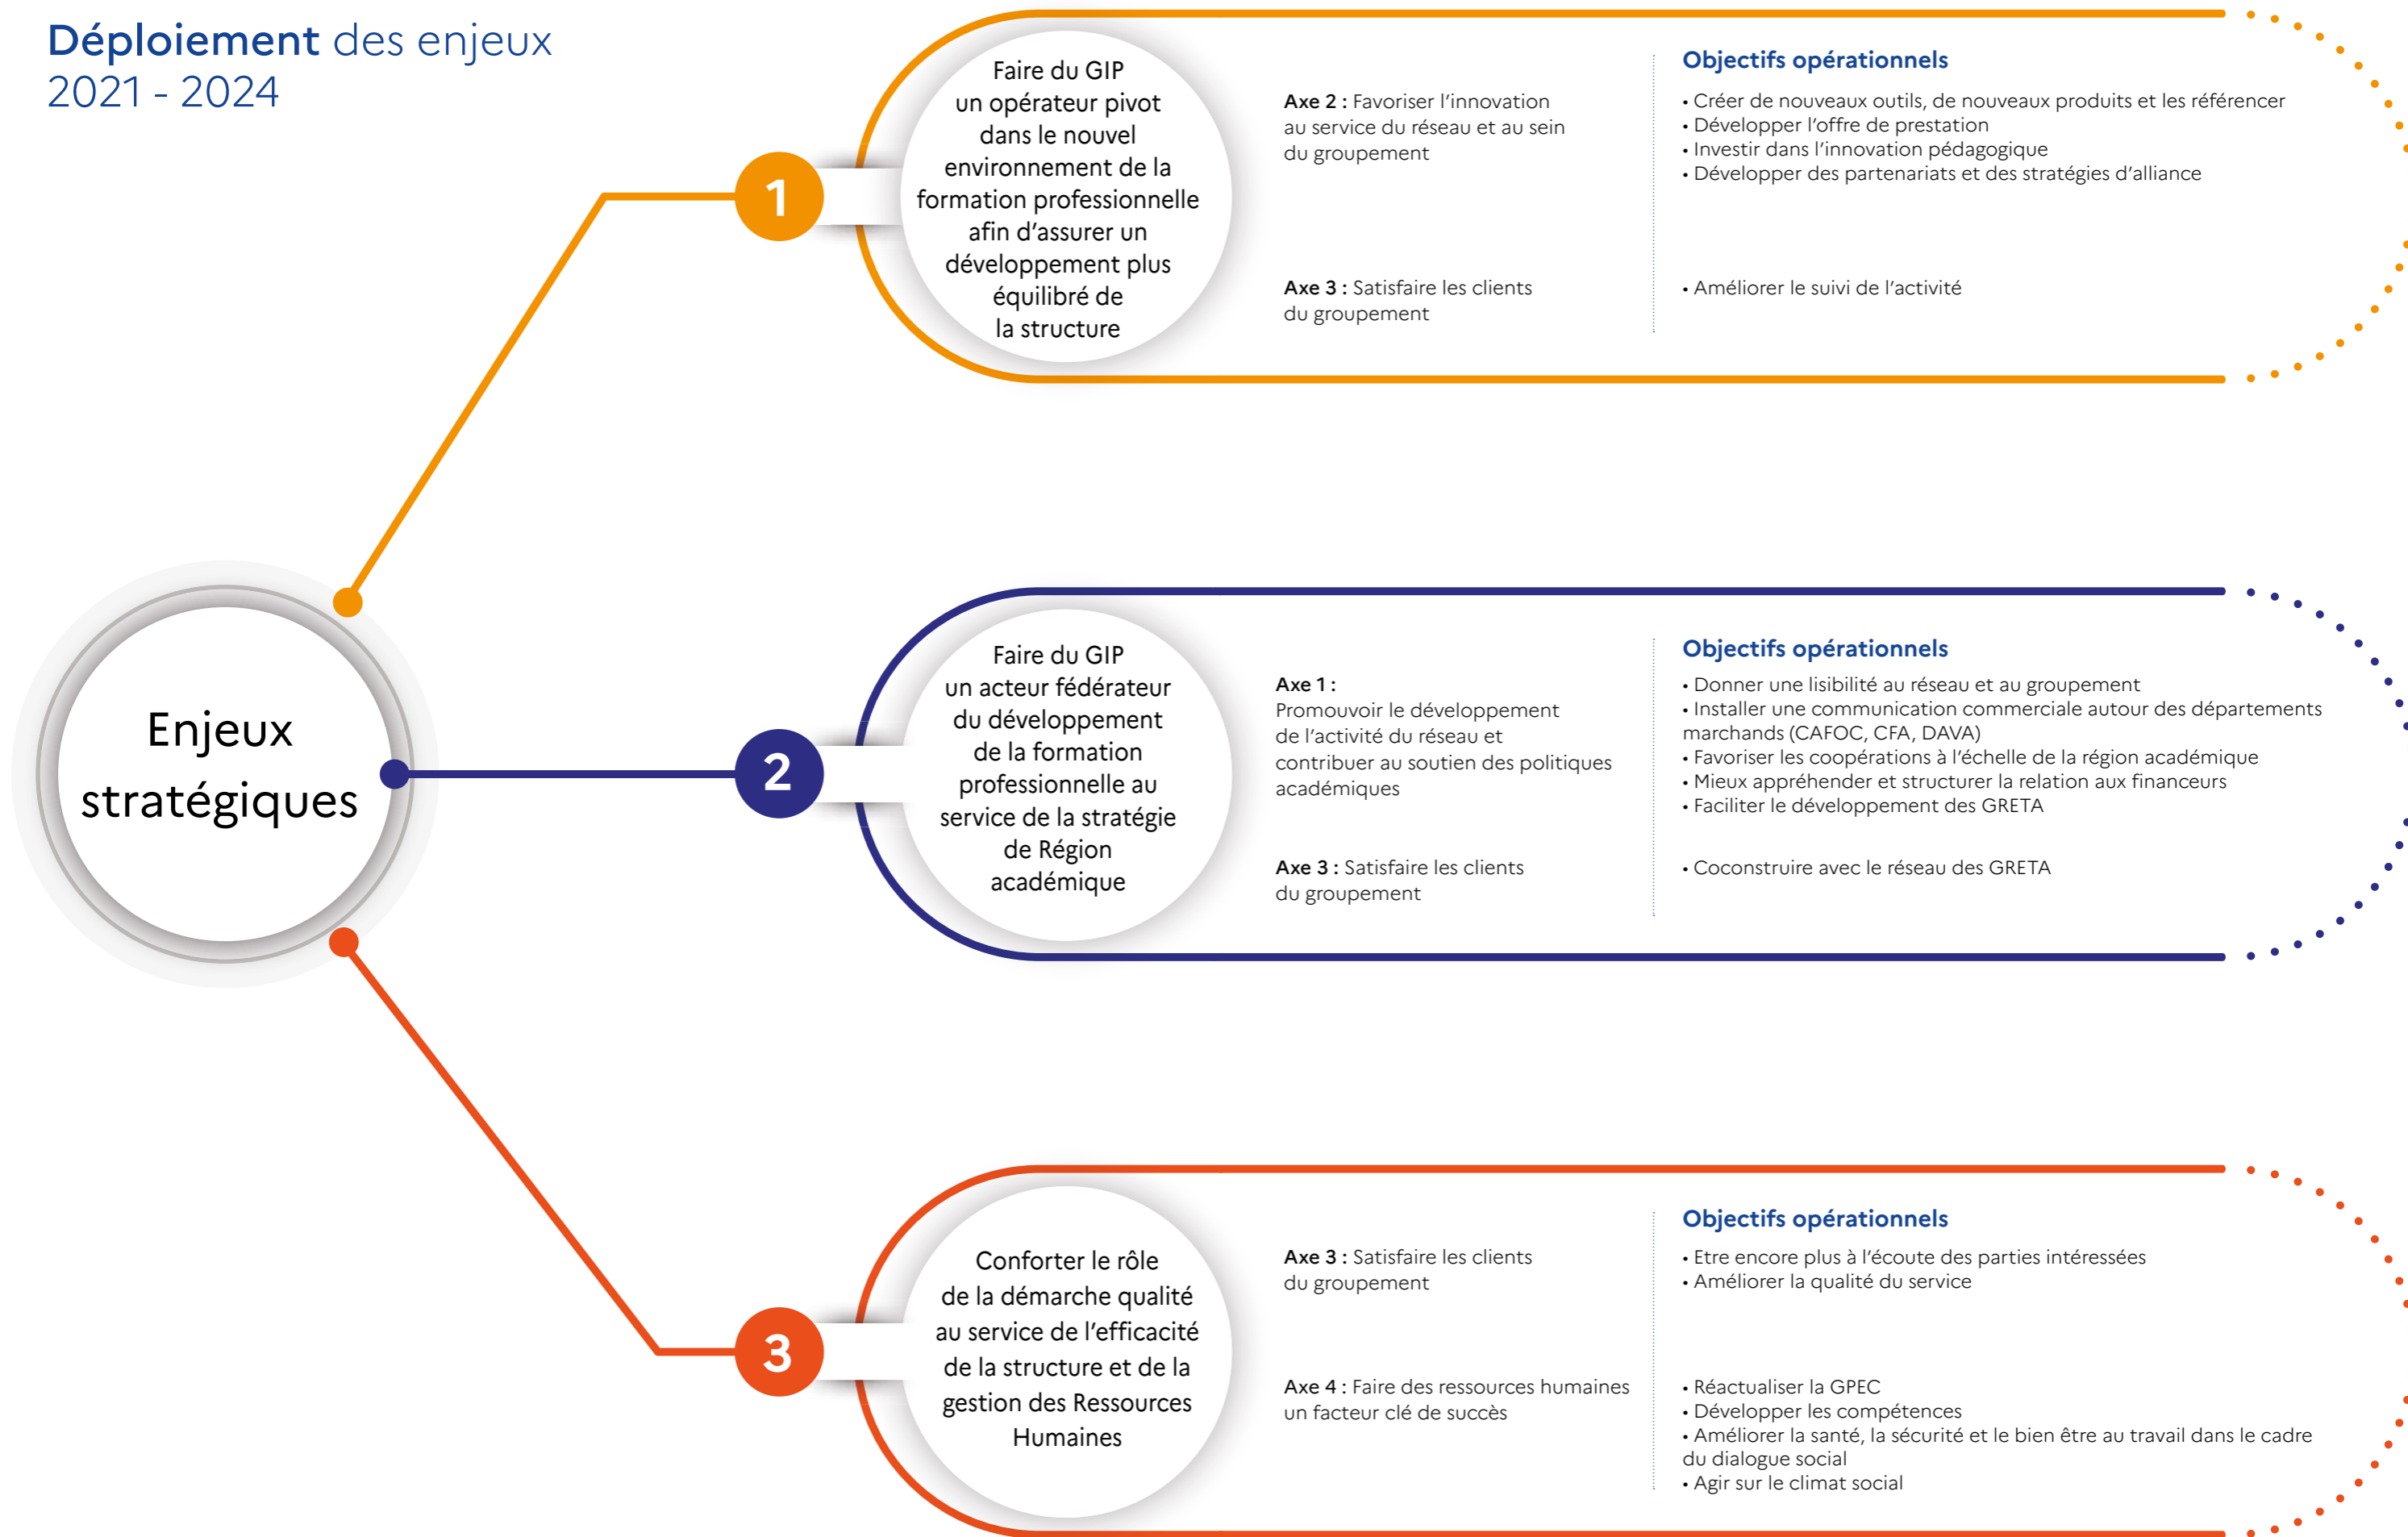 Déploiement des enjeux
2021 - 2024
Enjeux
stratégiques
1
Faire du GIP
un opérateur pivot
dans le nouvel
environnement de la
formation professionnelle
afin d'assurer un
développement plus
équilibré de
la structure
Axe 2 : Favoriser l'innovation
au service du réseau et au sein
du groupement
Objectifs opérationnels
• Créer de nouveaux outils, de nouveaux produits et les référencer
• Développer l'offre de prestation
• Investir dans l'innovation pédagogique
• Développer des partenariats et des stratégies d'alliance
Axe 3 : Satisfaire les clients
du groupement
• Améliorer le suivi de l'activité
2
Faire du GIP
un acteur fédérateur
du développement
de la formation
professionnelle au
service de la stratégie
de Région
académique
Axe 1 :
Promouvoir le développement
de l'activité du réseau et
contribuer au soutien des politiques
académiques
Objectifs opérationnels
• Donner une lisibilité au réseau et au groupement
• Installer une communication commerciale autour des départements
marchands (CAFOC, CFA, DAVA)
• Favoriser les coopérations à l'échelle de la région académique
• Mieux appréhender et structurer la relation aux financeurs
• Faciliter le développement des GRETA
Axe 3 : Satisfaire les clients
du groupement
• Coconstruire avec le réseau des GRETA
3
Conforter le rôle
de la démarche qualité
au service de l'efficacité
de la structure et de la
gestion des Ressources
Humaines
Axe 3 : Satisfaire les clients
du groupement
Objectifs opérationnels
• Etre encore plus à l'écoute des parties intéressées
• Améliorer la qualité du service
Axe 4 : Faire des ressources humaines
un facteur clé de succès
• Réactualiser la GPEC
• Développer les compétences
• Améliorer la santé, la sécurité et le bien être au travail dans le cadre
du dialogue social
• Agir sur le climat social